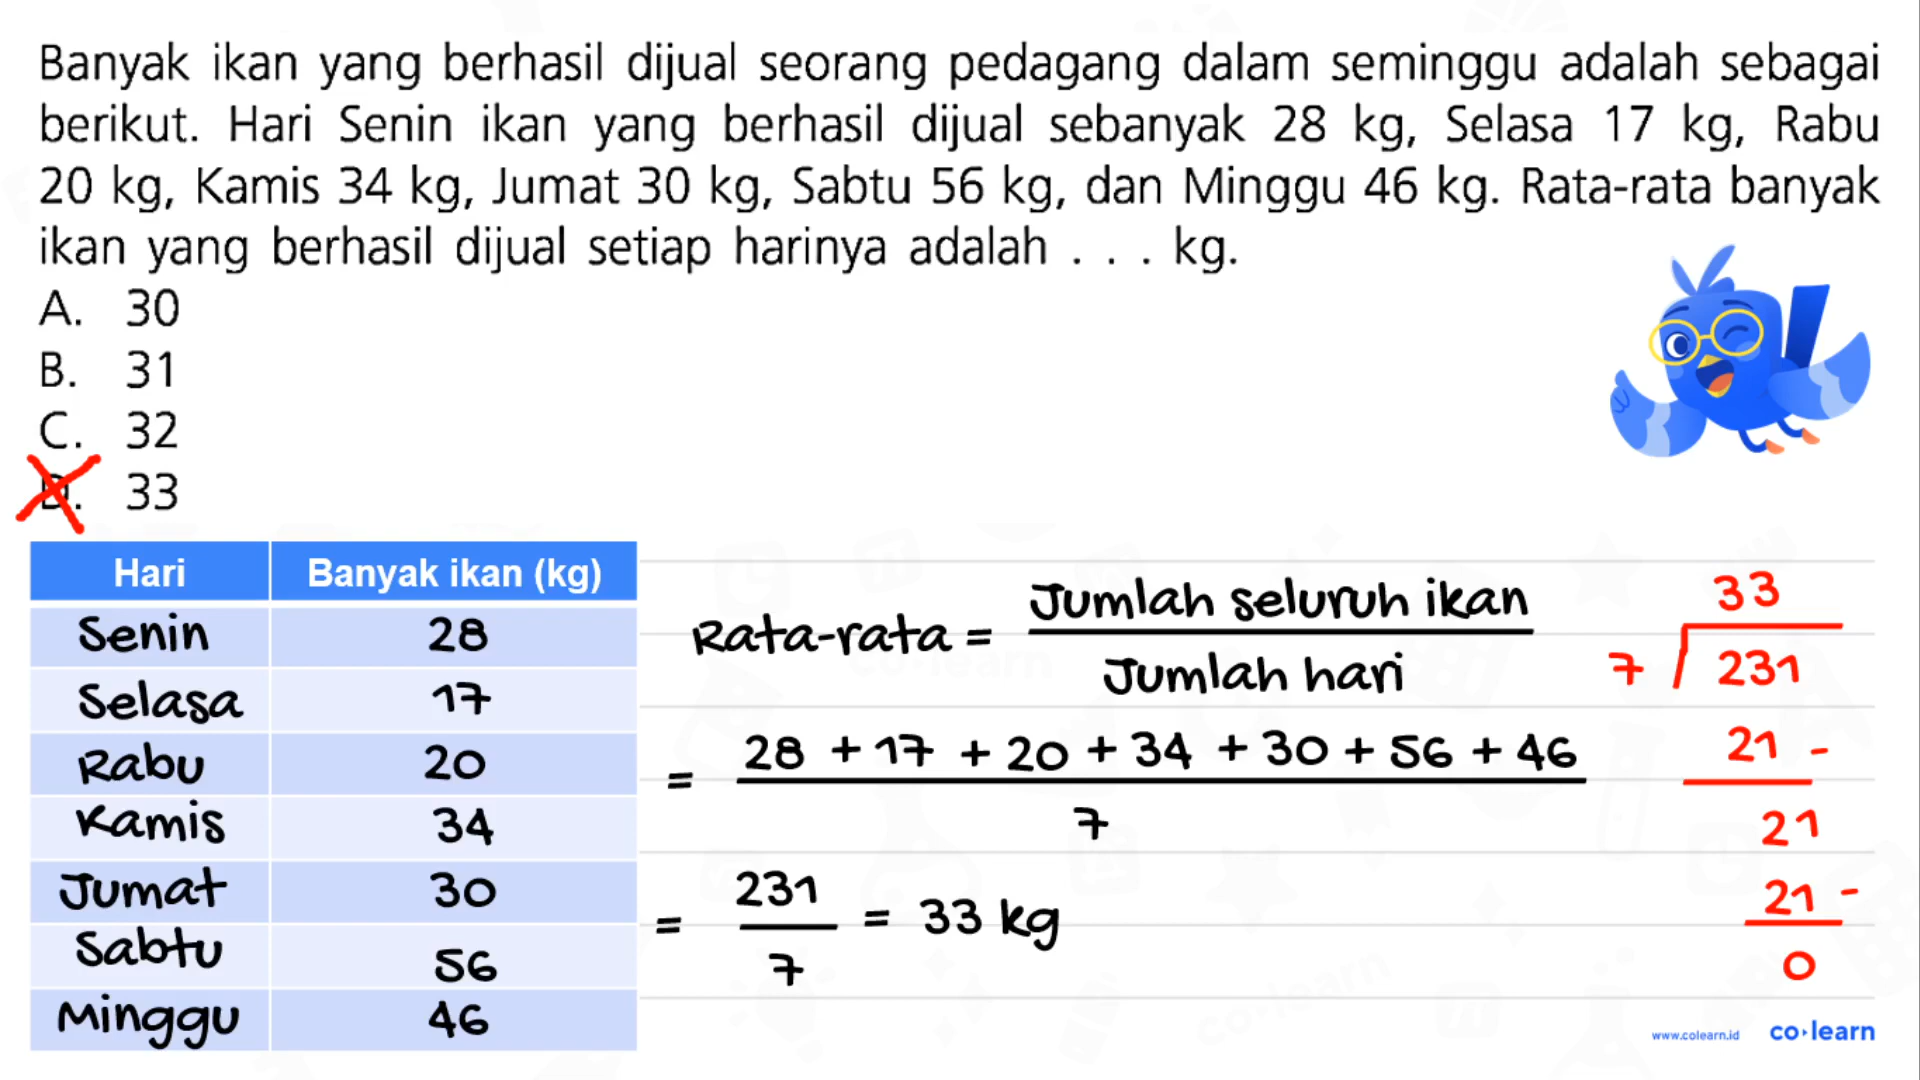 Banyak ikan yang berhasil dijual seorang pedagang dalam seminggu adalah sebagai
berikut. Hari Senin ikan yang berhasil dijual sebanyak 28 kg, Selasa 17 kg, Rabu
20 kg, Kamis 34 kg, Jumat 30 kg, Sabtu 56 kg, dan Minggu 46 kg. Rata-rata banyak
ikan yang berhasil dijual setiap harinya adalah . . . kg.
A. 30
B. 31
C. 32
D. 33
Hari Banyak ikan (kg)
Senin 28
Selasa 17
Rabu 20
Kamis 34
Jumat 30
Sabtu 56
Minggu 46
Rata-rata = Jumlah seluruh ikan
Jumlah hari
= 28 + 17 + 20 + 34 + 30 + 56 + 46
7
= 231 = 33 kg
7
33
7 231
21 -
21
21 -
0
www.colearn.id co learn